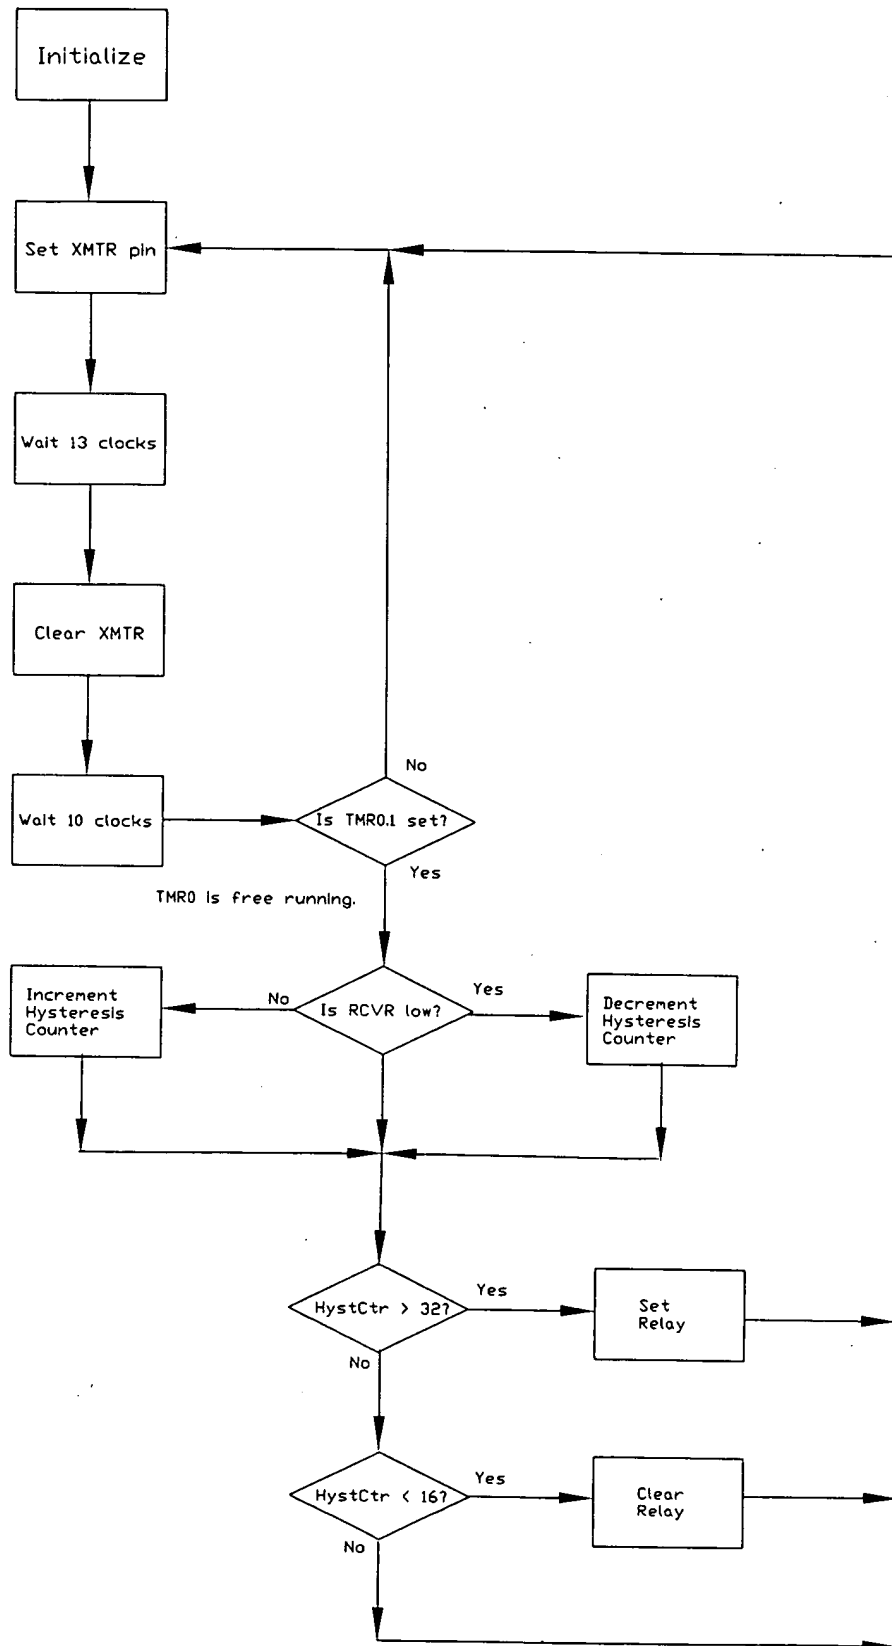 Initialize
Set XMTR pin
Wait 13 clocks
Clear XMTR
No
Wait 10 clocks
Is TMR0.1 set?
Yes
TMR0 is free running.
Increment
Hysteresis
Counter
No
Is RCVR low?
Yes
Decrement
Hysteresis
Counter
HystCtr > 32?
Yes
Set
Relay
No
HystCtr < 16?
Yes
Clear
Relay
No